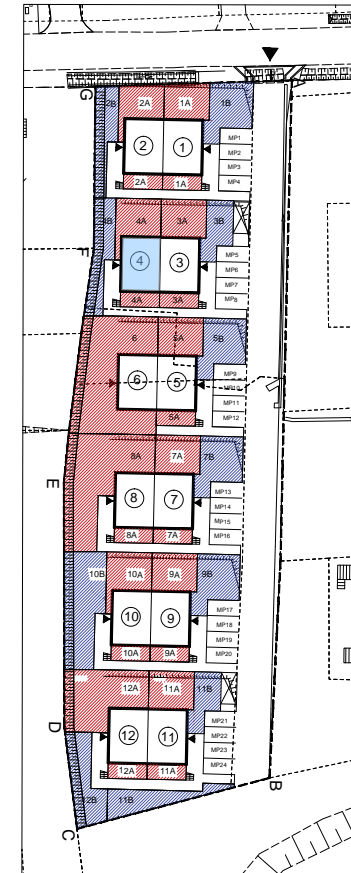 G
2B
2A
1A
1B
2
1
MP1
MP2
MP3
MP4
2A
1A
4B
4A
3A
3B
F
4
3
MP5
MP6
MP7
MP8
4A
3A
6
5A
5B
6
5
MP9
MP10
MP11
MP12
5A
8A
7A
7B
E
8
7
MP13
MP14
MP15
MP16
8A
7A
10B
10A
9A
9B
10
9
MP17
MP18
MP19
MP20
10A
9A
12A
11A
11B
D
12
11
MP21
MP22
MP23
MP24
12A
11A
B
12B
11B
C